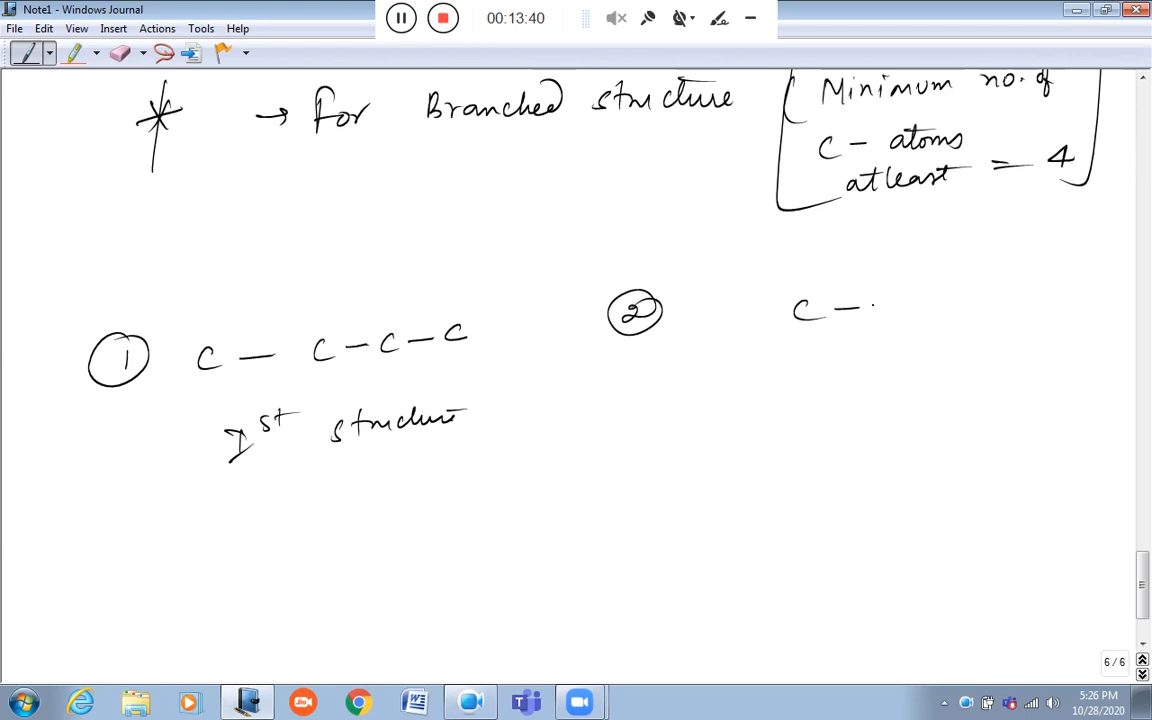 Note1 - Windows Journal
00:13:40
File Edit View Insert Actions Tools Help
* → For Branched structure
Minimum no. of
C - atoms
atleast = 4
① C - C - C - C
Ist structure
② C -
6 / 6
5:26 PM
10/28/2020